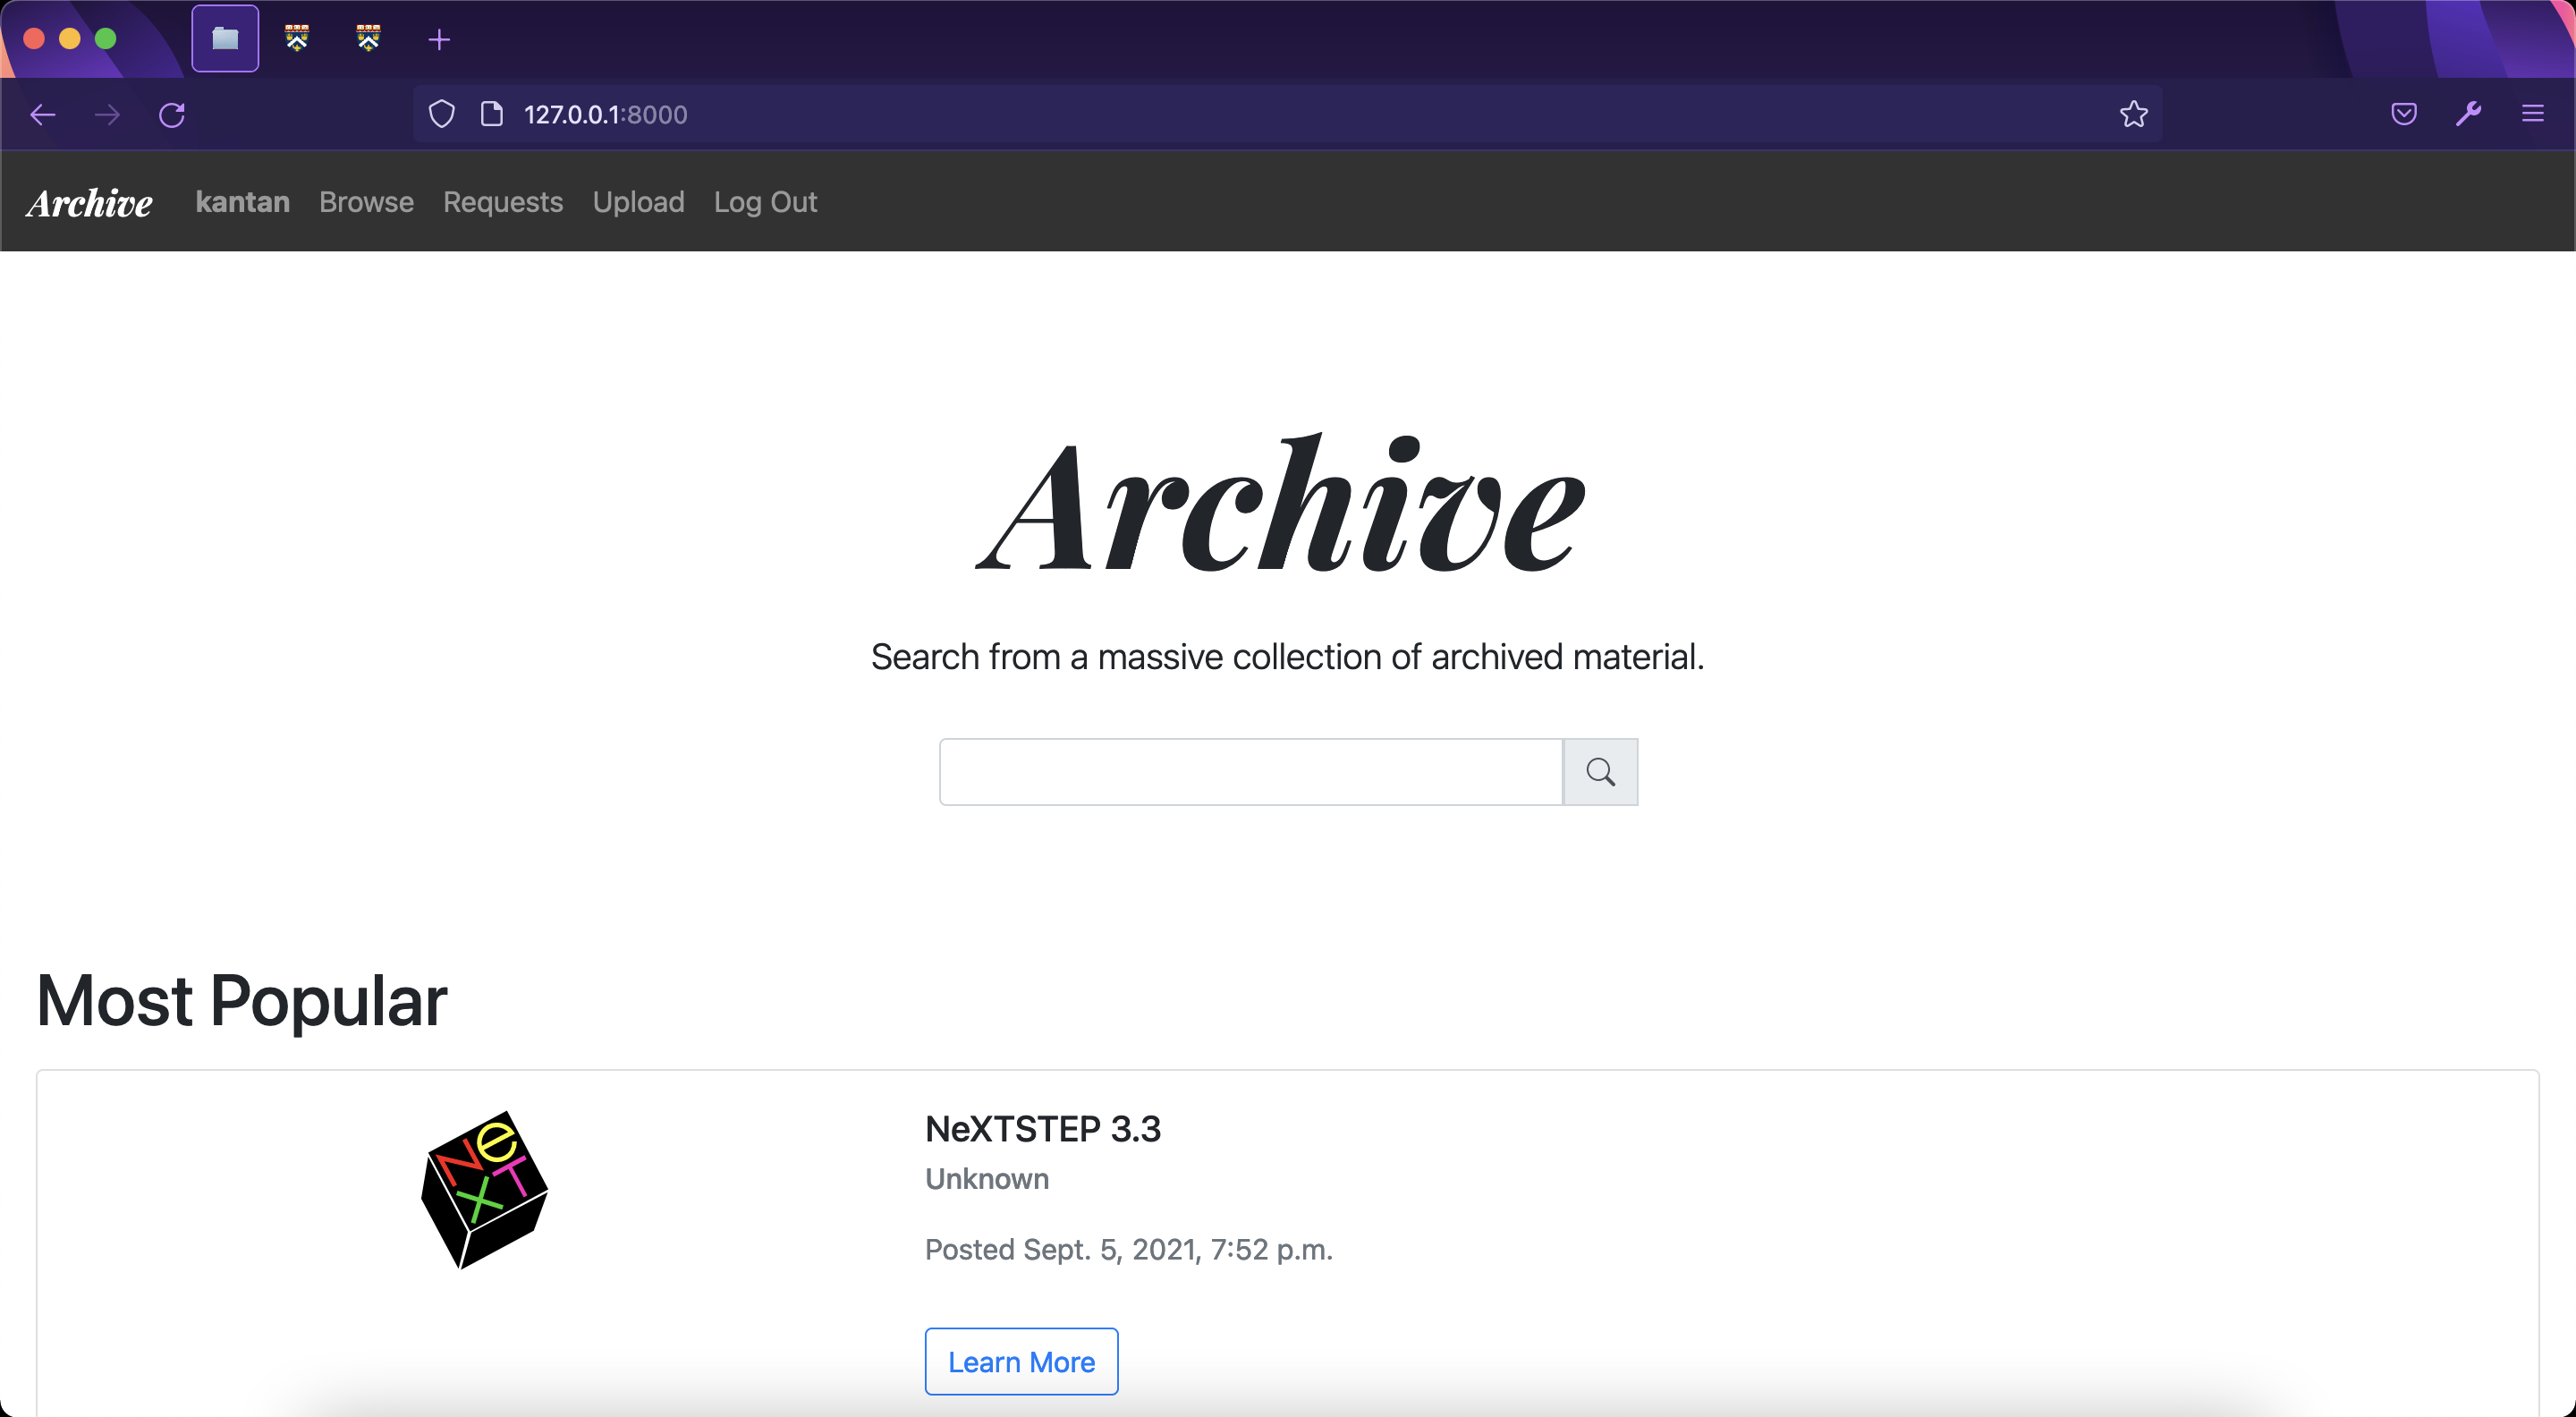 127.0.0.1:8000
Archive kantan Browse Requests Upload Log Out
Archive
Search from a massive collection of archived material.
Most Popular
NeXT
NeXTSTEP 3.3
Unknown
Posted Sept. 5, 2021, 7:52 p.m.
Learn More